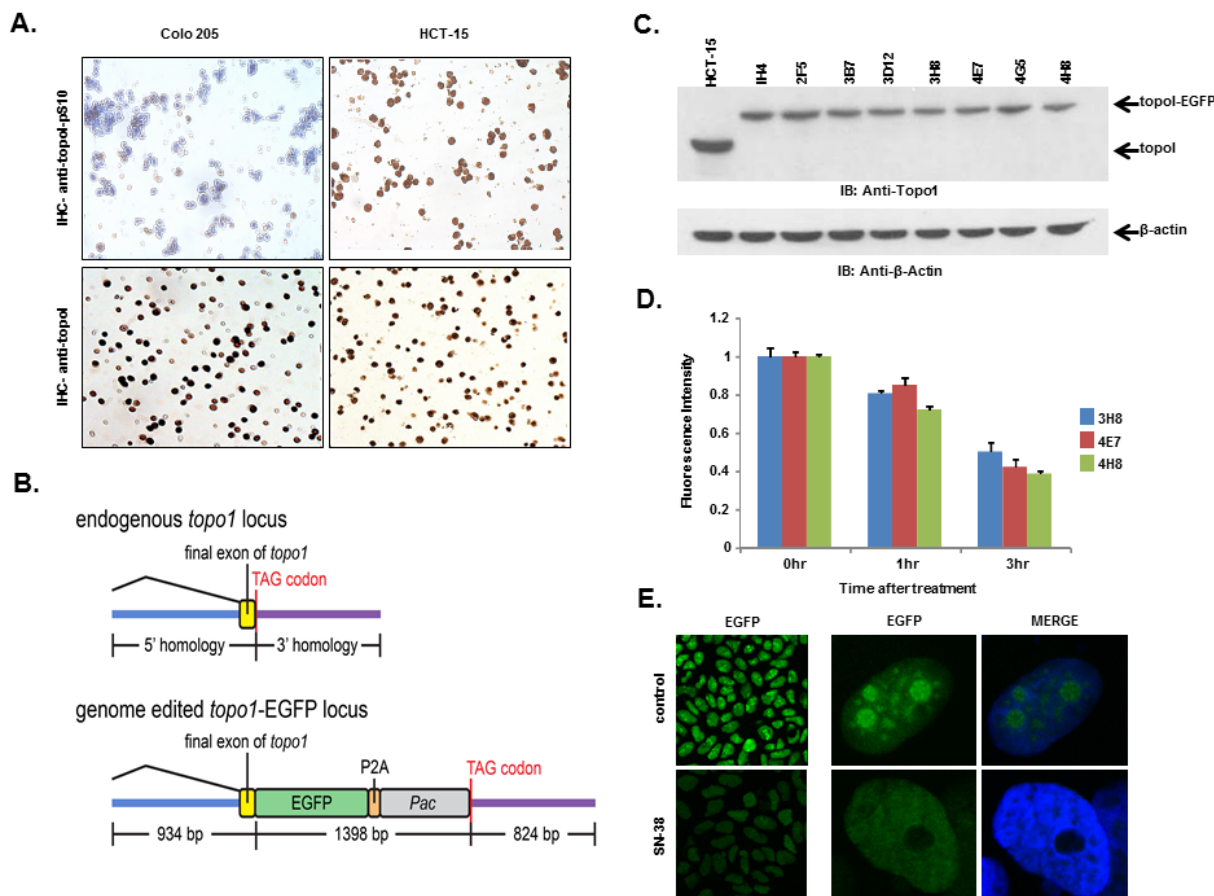 A.
Colo 205
HCT-15
IHC- anti-topoI-pS10
IHC- anti-topoI
B.
endogenous topo1 locus
final exon of topo1
TAG codon
5' homology
3' homology
genome edited topo1-EGFP locus
final exon of topo1
P2A
TAG codon
EGFP
Pac
934 bp
1398 bp
824 bp
C.
HCT-15
IH4
2F5
3B7
3D12
3H8
4E7
4G5
4H8
topoI-EGFP
topoI
IB: Anti-Topo1
β-actin
IB: Anti-β-Actin
D.
Fluorescence Intensity
1.2
1
0.8
0.6
0.4
0.2
0
0hr
1hr
3hr
Time after treatment
3H8
4E7
4H8
E.
EGFP
EGFP
MERGE
control
SN-38